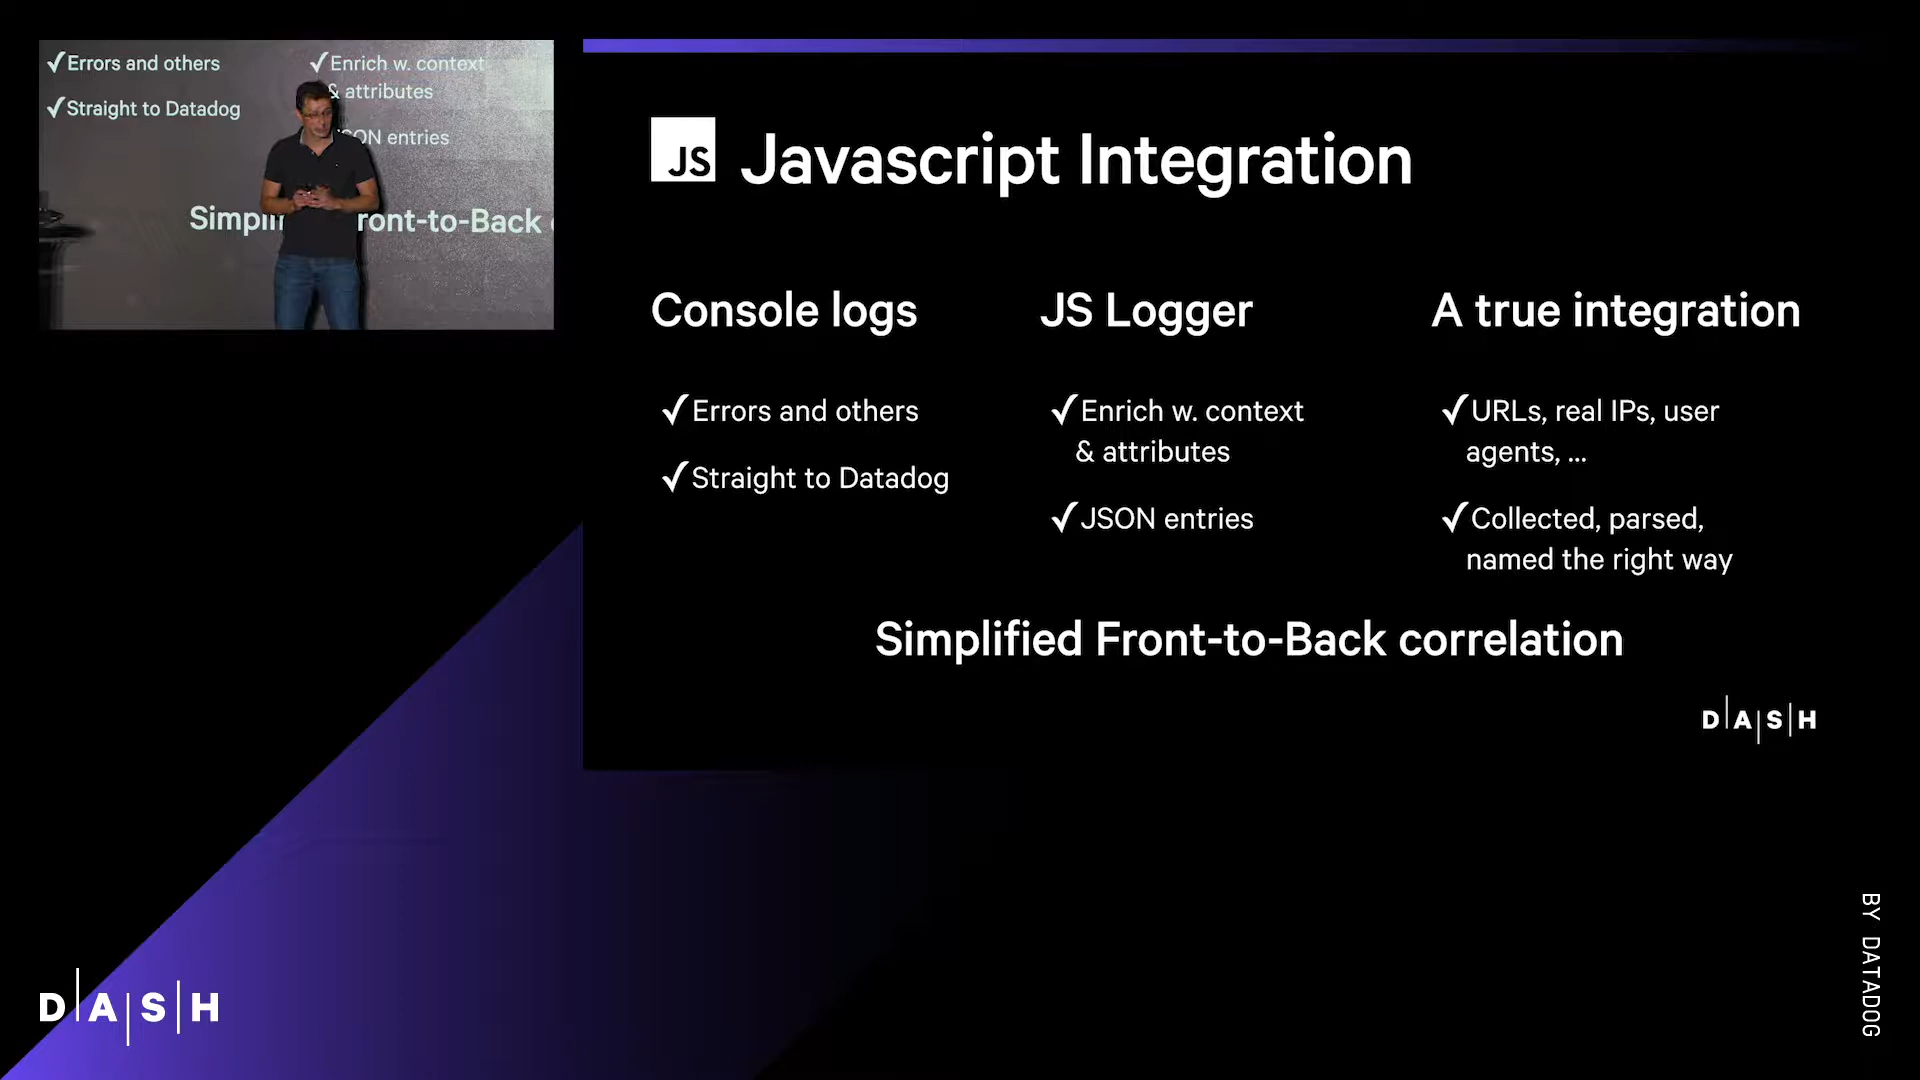 ✓Errors and others
✓Straight to Datadog
✓Enrich w. context
& attributes
JSON entries
ront-to-Back
JS Javascript Integration
Console logs
✓Errors and others
✓Straight to Datadog
JS Logger
✓Enrich w. context
& attributes
✓JSON entries
A true integration
✓URLs, real IPs, user
agents, ...
✓Collected, parsed,
named the right way
Simplified Front-to-Back correlation
D|A|S|H
D|A|S|H
BY DATADOG